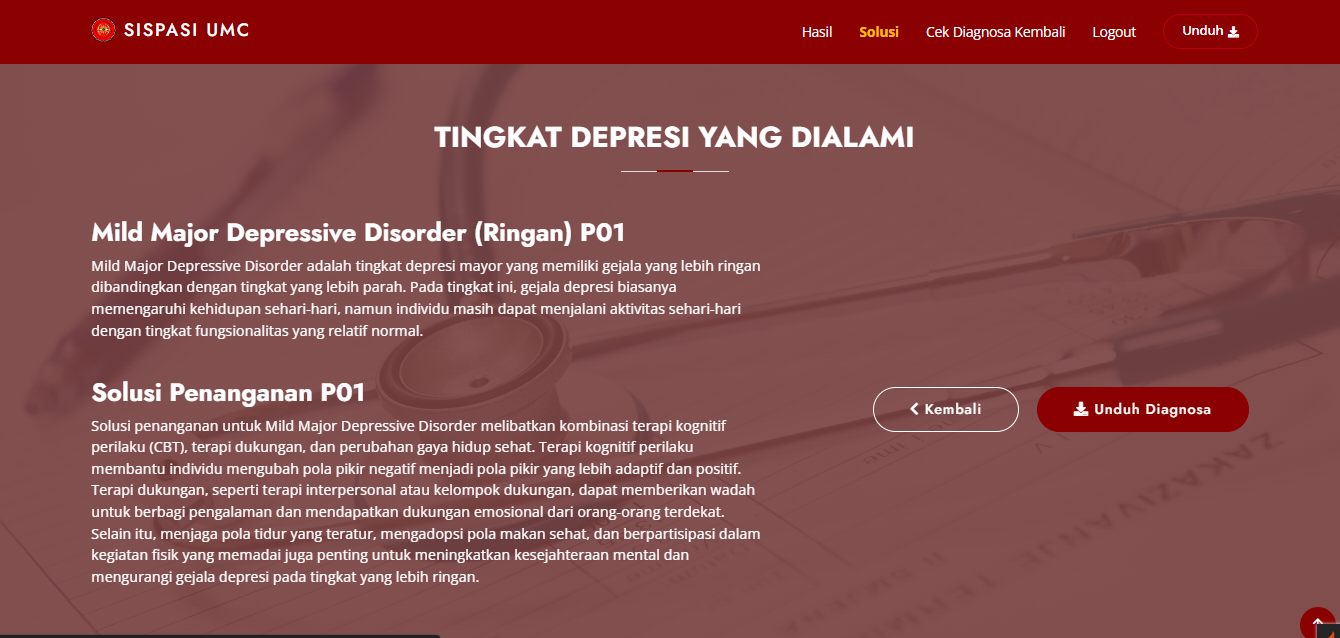 SISPASI UMC
Hasil
Solusi
Cek Diagnosa Kembali
Logout
Unduh
TINGKAT DEPRESI YANG DIALAMI
Mild Major Depressive Disorder (Ringan) P01
Mild Major Depressive Disorder adalah tingkat depresi mayor yang memiliki gejala yang lebih ringan
dibandingkan dengan tingkat yang lebih parah. Pada tingkat ini, gejala depresi biasanya
memengaruhi kehidupan sehari-hari, namun individu masih dapat menjalani aktivitas sehari-hari
dengan tingkat fungsionalitas yang relatif normal.
Solusi Penanganan P01
Solusi penanganan untuk Mild Major Depressive Disorder melibatkan kombinasi terapi kognitif
perilaku (CBT), terapi dukungan, dan perubahan gaya hidup sehat. Terapi kognitif perilaku
membantu individu mengubah pola pikir negatif menjadi pola pikir yang lebih adaptif dan positif.
Terapi dukungan, seperti terapi interpersonal atau kelompok dukungan, dapat memberikan wadah
untuk berbagi pengalaman dan mendapatkan dukungan emosional dari orang-orang terdekat.
Selain itu, menjaga pola tidur yang teratur, mengadopsi pola makan sehat, dan berpartisipasi dalam
kegiatan fisik yang memadai juga penting untuk meningkatkan kesejahteraan mental dan
mengurangi gejala depresi pada tingkat yang lebih ringan.
Kembali
Unduh Diagnosa